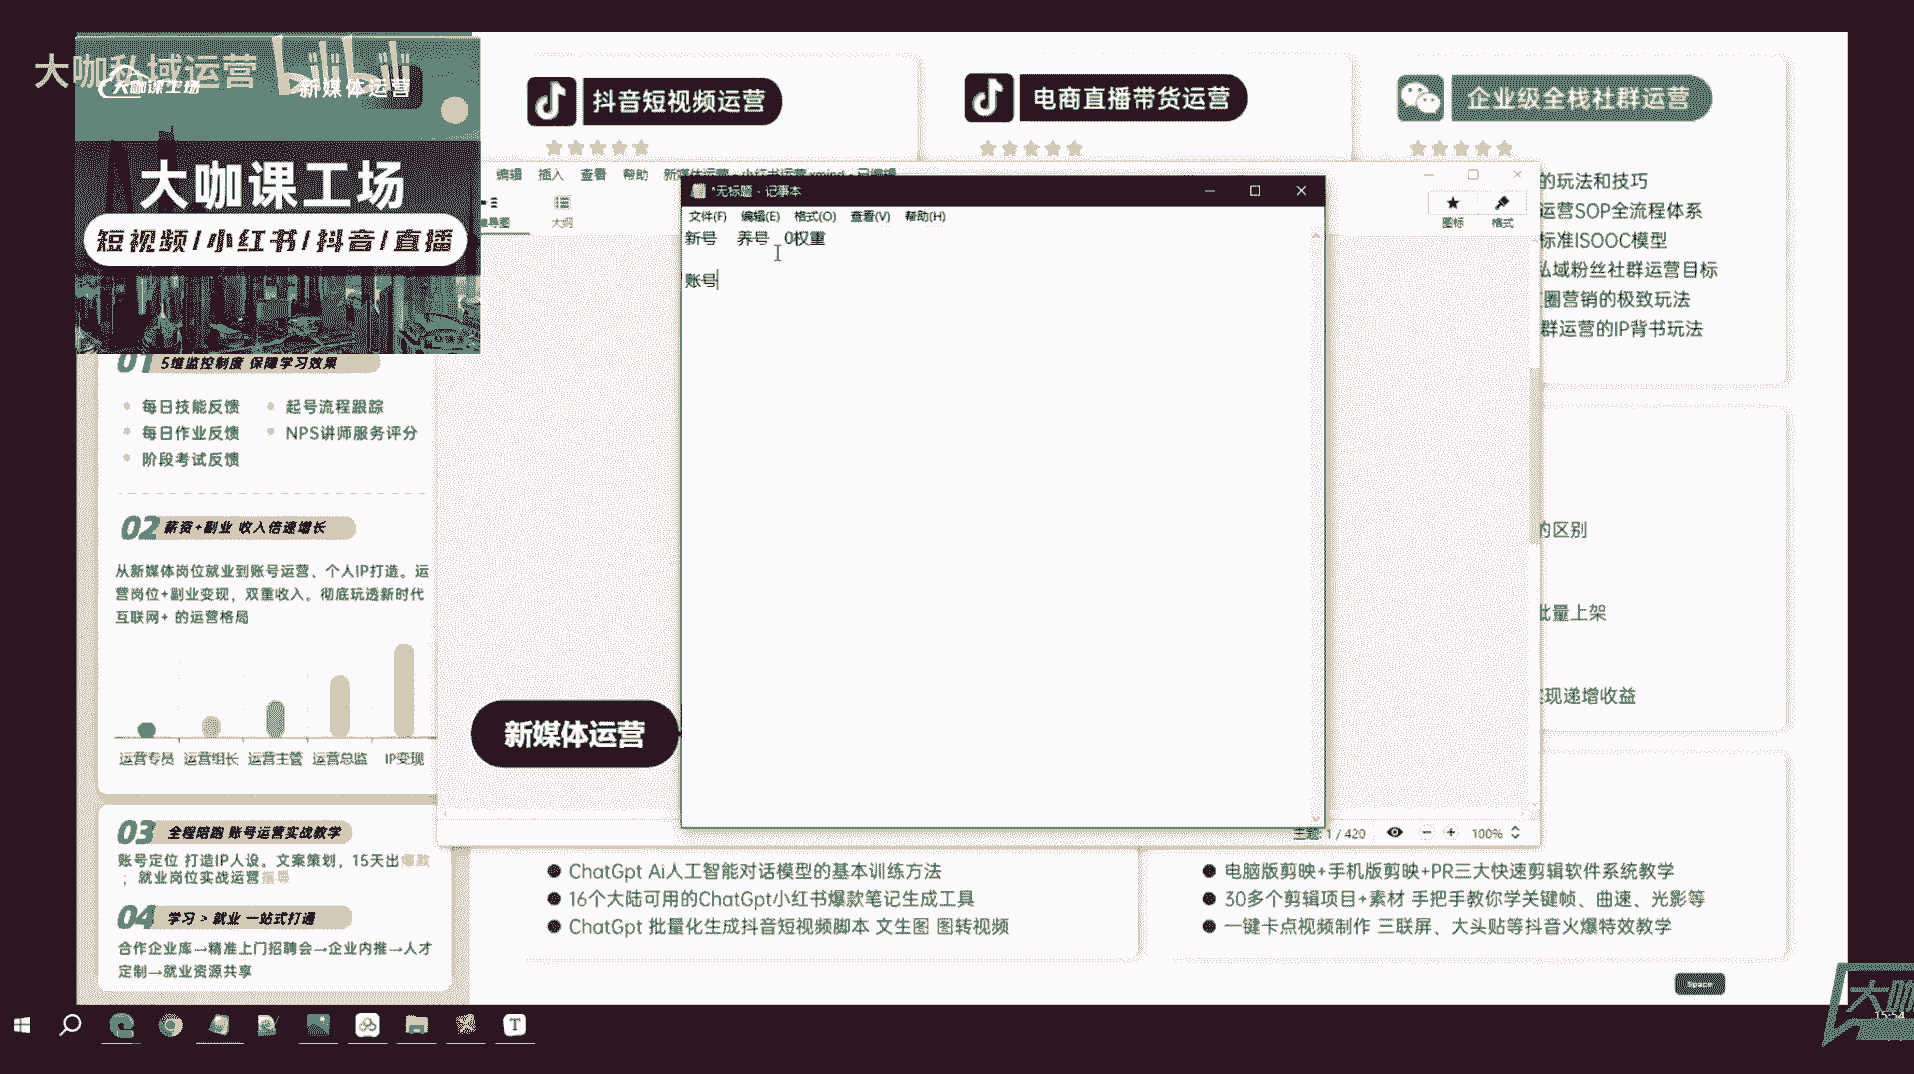 大咖私域运营
bilibili
大咖课工场
新媒体运营
大咖课工场
短视频/小红书/抖音/直播
01 5维监控制度 保障学习效果
每日技能反馈
起号流程跟踪
每日作业反馈
NPS讲师服务评分
阶段考试反馈
02 薪资+副业 收入倍速增长
从新媒体岗位就业到账号运营、个人IP打造。运
营岗位+副业变现，双重收入。彻底玩透新时代
互联网+ 的运营格局
运营专员 运营组长 运营主管 运营总监 IP变现
03 全程陪跑 账号运营实战教学
账号定位 打造IP人设。文案策划，15天出爆款
；就业岗位实战运营指导
04 学习 > 就业 一站式打通
合作企业库→精准上门招聘会→企业内推→人才
定制→就业资源共享
抖音短视频运营
电商直播带货运营
企业级全栈社群运营
编辑 插入 查看 帮助 新媒体运营 - 小红书运营.xmind - 已编辑
大纲
图标
格式
*无标题 - 记事本
文件(F) 编辑(E) 格式(O) 查看(V) 帮助(H)
新号 养号 0权重
账号
的玩法和技巧
运营SOP全流程体系
标准ISOOC模型
私域粉丝社群运营目标
圈营销的极致玩法
群运营的IP背书玩法
的区别
批量上架
实现递增收益
新媒体运营
主题: 1 / 420
100%
ChatGpt Ai人工智能对话模型的基本训练方法
16个大陆可用的ChatGpt小红书爆款笔记生成工具
ChatGpt 批量化生成抖音短视频脚本 文生图 图转视频
电脑版剪映+手机版剪映+PR三大快速剪辑软件系统教学
30多个剪辑项目+素材 手把手教你学关键帧、曲速、光影等
一键卡点视频制作 三联屏、大头贴等抖音火爆特效教学
Space
大咖
15:54